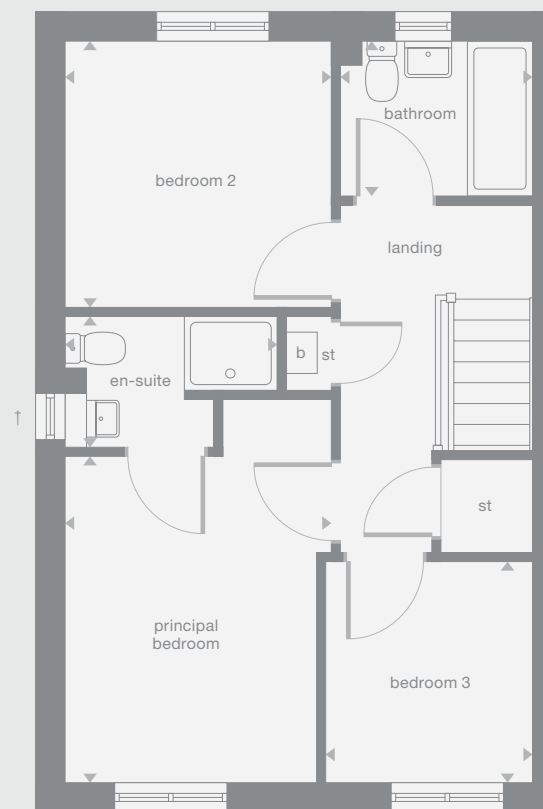 bathroom
bedroom 2
landing
b
st
en-suite
†
st
principal
bedroom
bedroom 3